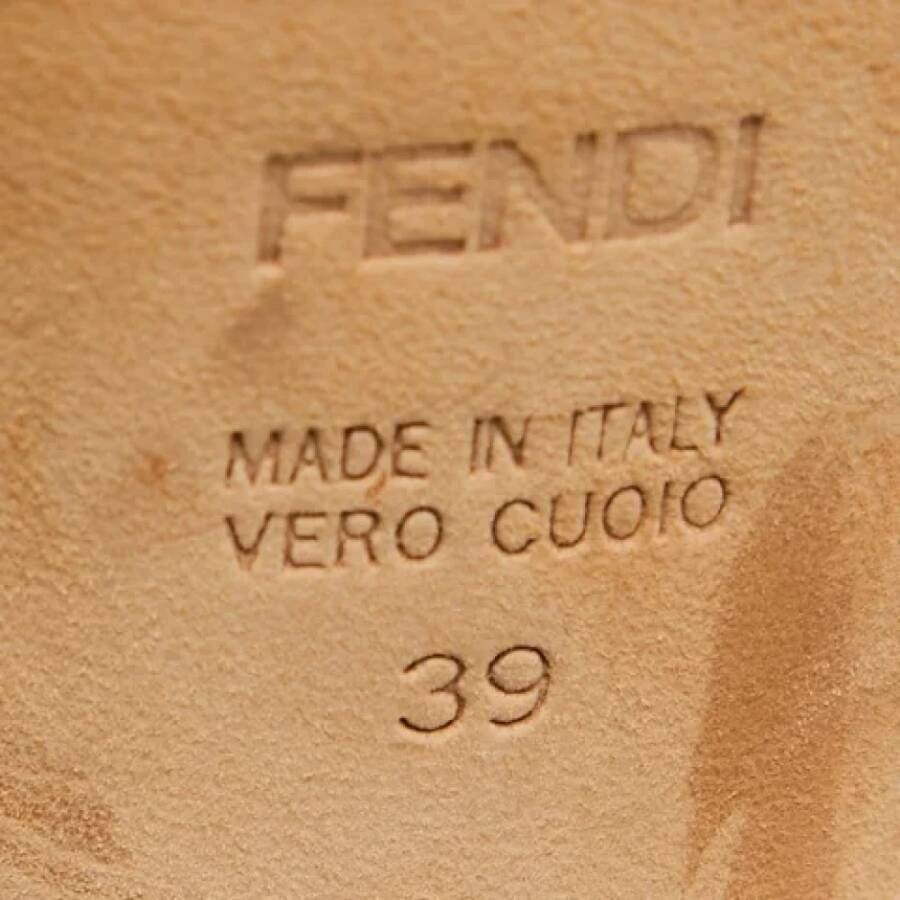 FENDI
MADE IN ITALY
VERO CUOIO
39